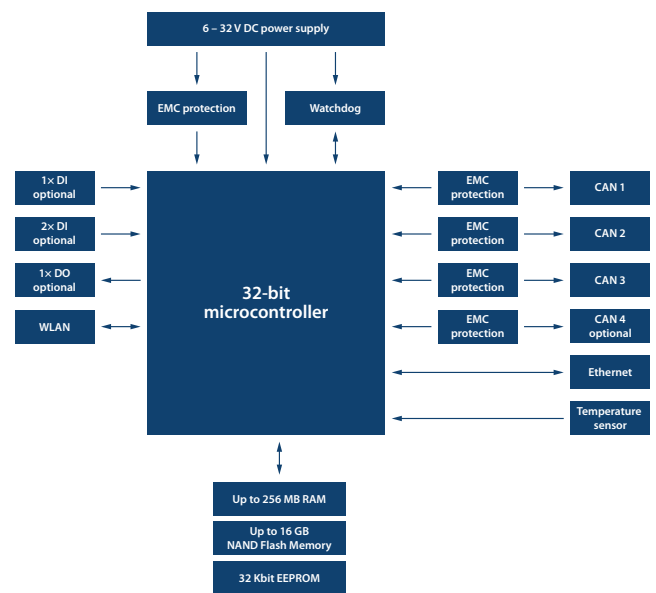 6 – 32 V DC power supply
EMC protection
Watchdog
1× DI
optional
2× DI
optional
1× DO
optional
WLAN
32-bit
microcontroller
EMC
protection
CAN 1
EMC
protection
CAN 2
EMC
protection
CAN 3
EMC
protection
CAN 4
optional
Ethernet
Temperature
sensor
Up to 256 MB RAM
Up to 16 GB
NAND Flash Memory
32 Kbit EEPROM